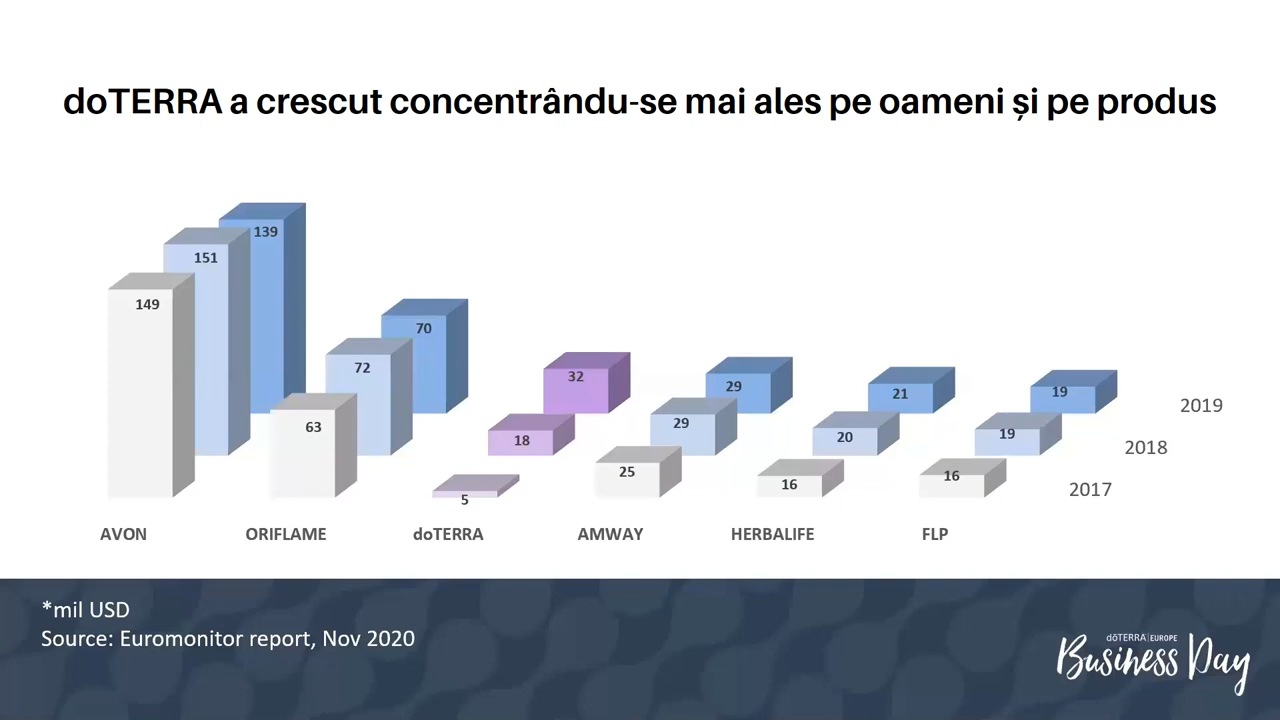 doTERRA a crescut concentrându-se mai ales pe oameni și pe produs
139
151
149
70
72
63
32
18
5
29
29
25
21
20
16
19
19
16
2019
2018
2017
AVON
ORIFLAME
doTERRA
AMWAY
HERBALIFE
FLP
*mil USD
Source: Euromonitor report, Nov 2020
dōTERRA | EUROPE
Business Day